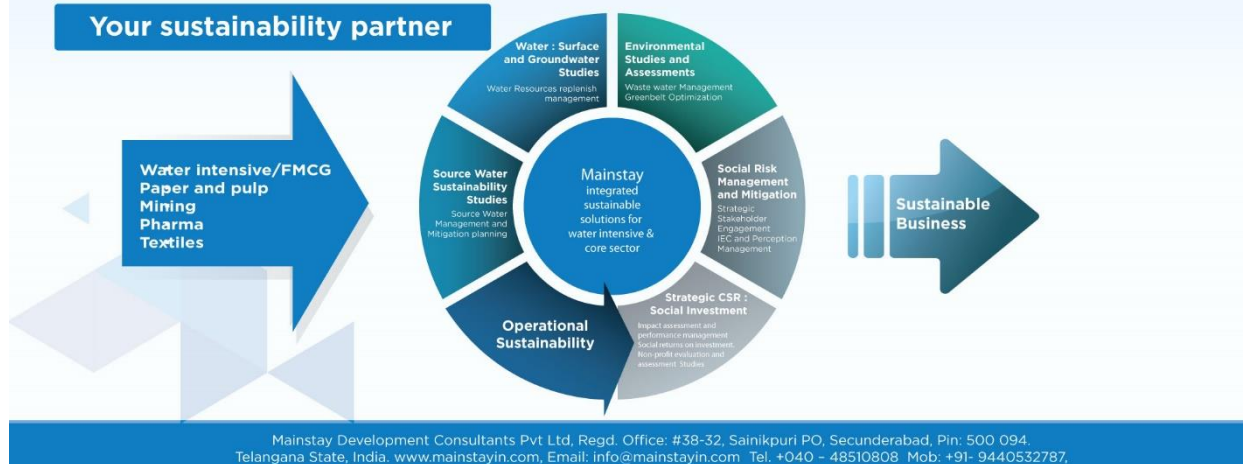 Your sustainability partner
Water intensive/FMCG
Paper and pulp
Mining
Pharma
Textiles
Water : Surface
and Groundwater
Studies
Water Resources replenish
management
Environmental
Studies and
Assessments
Waste water Management
Greenbelt Optimization
Source Water
Sustainability
Studies
Source Water
Management and
Mitigation planning
Mainstay
integrated
sustainable
solutions for
water intensive &
core sector
Social Risk
Management
and Mitigation
Strategic
Stakeholder
Engagement
IEC and Perception
Management
Operational
Sustainability
Strategic CSR :
Social Investment
Impact assessment and
performance management
Social returns on investment.
Non-profit evaluation and
assessment Studies
Sustainable
Business
Mainstay Development Consultants Pvt Ltd, Regd. Office: #38-32, Sainikpuri PO, Secunderabad, Pin: 500 094.
Telangana State, India. www.mainstayin.com, Email: info@mainstayin.com Tel. +040 – 48510808 Mob: +91- 9440532787,